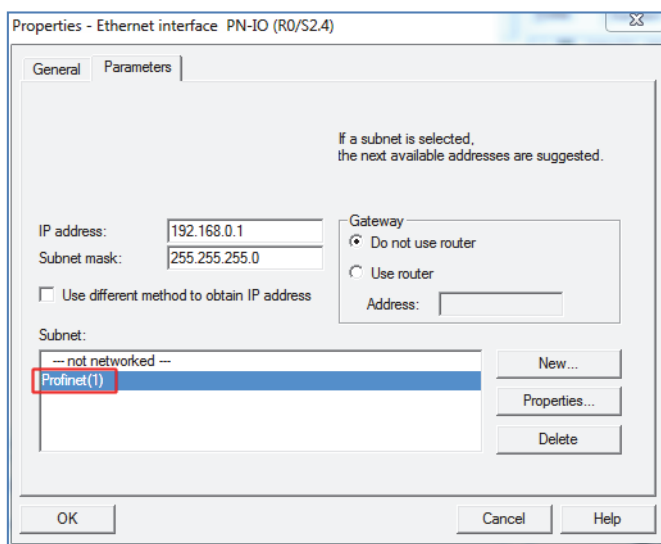 Properties - Ethernet interface PN-IO (R0/S2.4)
General
Parameters
If a subnet is selected,
the next available addresses are suggested.
IP address:
192.168.0.1
Subnet mask:
255.255.255.0
Use different method to obtain IP address
Gateway
Do not use router
Use router
Address:
Subnet:
--- not networked ---
Profinet(1)
New...
Properties...
Delete
OK
Cancel
Help